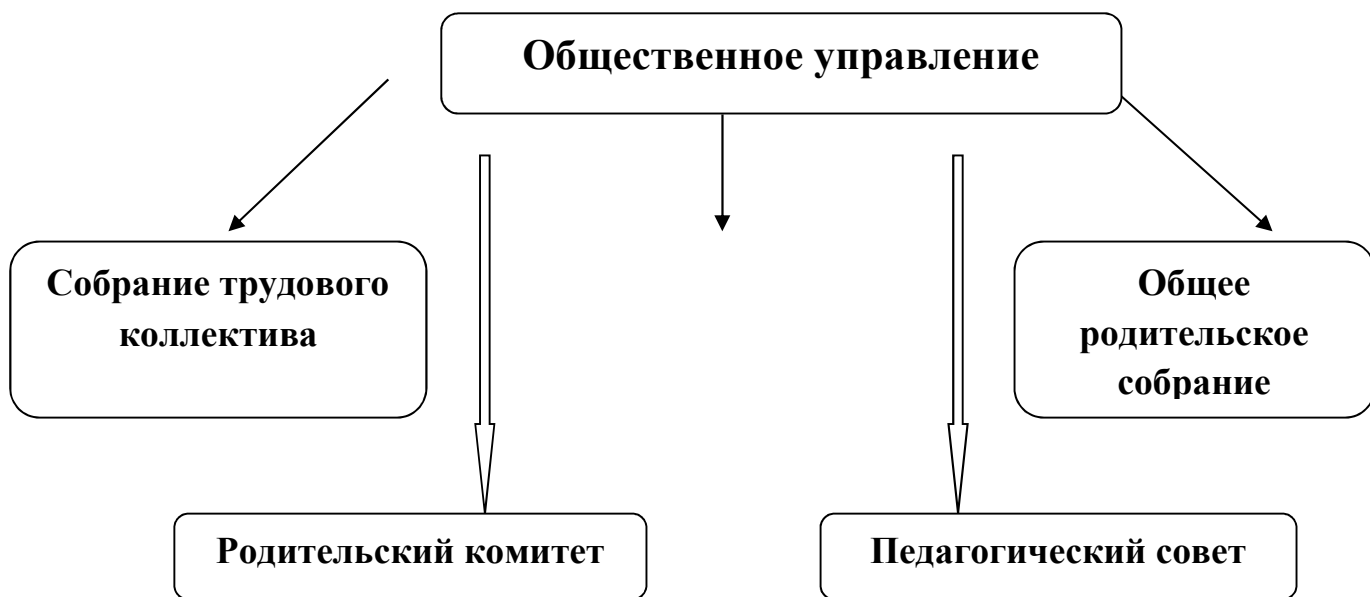 Общественное управление
Собрание трудового
коллектива
Общее
родительское
собрание
Родительский комитет
Педагогический совет